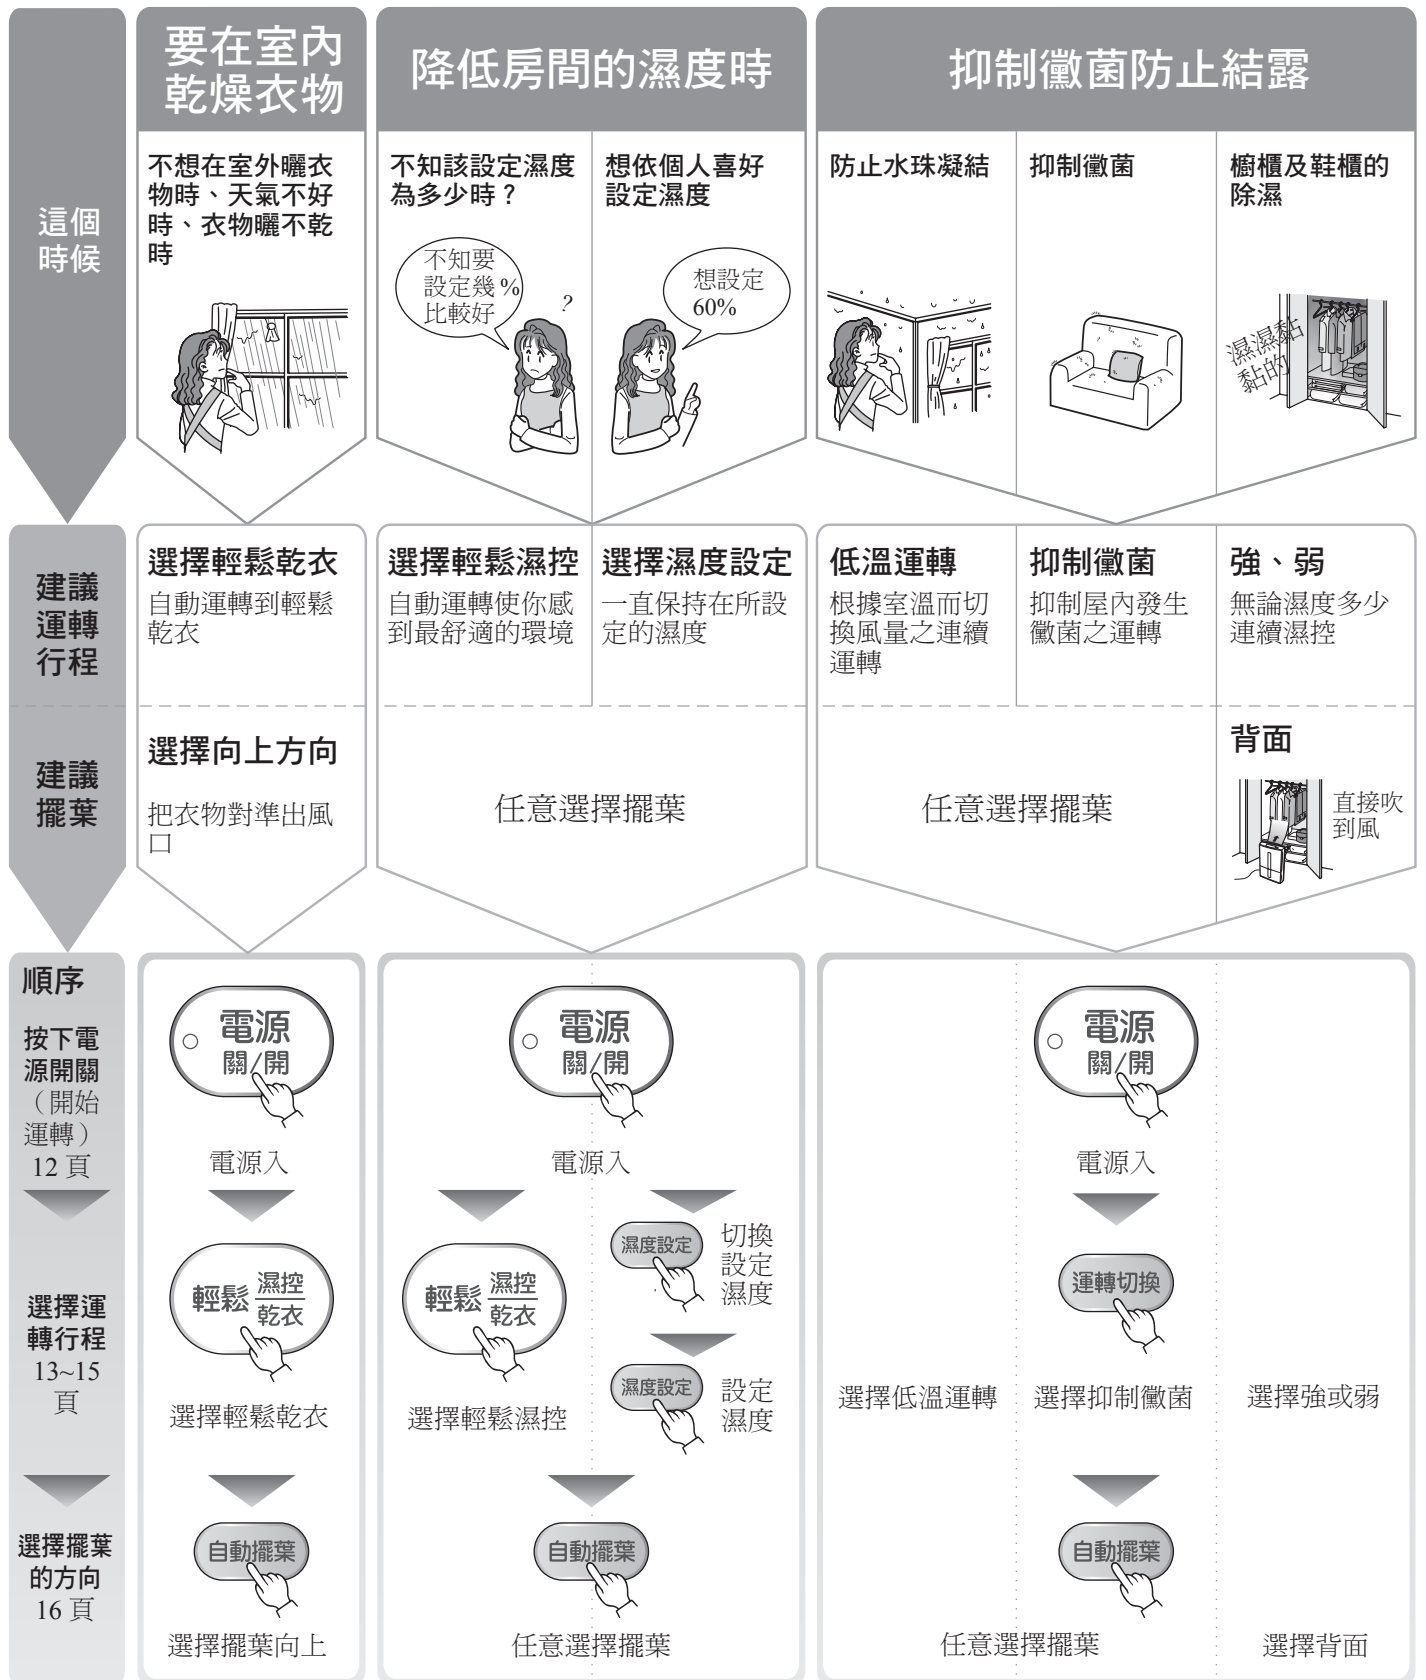 要在室內
乾燥衣物
降低房間的濕度時
抑制黴菌防止結露
這個
時候
不想在室外曬衣
物時、天氣不好
時、衣物曬不乾
時
不知該設定濕度
為多少時?
不知要
設定幾%
比較好
?
想依個人喜好
設定濕度
想設定
60%
防止水珠凝結
抑制黴菌
櫥櫃及鞋櫃的
除濕
濕濕黏
黏的
建議
運轉
行程
選擇輕鬆乾衣
自動運轉到輕鬆
乾衣
選擇輕鬆濕控
自動運轉使你感
到最舒適的環境
選擇濕度設定
一直保持在所設
定的濕度
低溫運轉
根據室溫而切
換風量之連續
運轉
抑制黴菌
抑制屋內發生
黴菌之運轉
強、弱
無論濕度多少
連續濕控
建議
擺葉
選擇向上方向
把衣物對準出風
口
任意選擇擺葉
任意選擇擺葉
背面
直接吹
到風
順序
按下電
源開關
(開始
運轉)
12 頁
電源
關/開
電源入
電源
關/開
電源入
電源
關/開
電源入
選擇運
轉行程
13~15
頁
輕鬆 濕控
乾衣
選擇輕鬆乾衣
輕鬆 濕控
乾衣
選擇輕鬆濕控
濕度設定
切換
設定
濕度
濕度設定
設定
濕度
運轉切換
選擇低溫運轉
選擇抑制黴菌
選擇強或弱
選擇擺葉
的方向
16 頁
自動擺葉
選擇擺葉向上
自動擺葉
任意選擇擺葉
自動擺葉
任意選擇擺葉
選擇背面